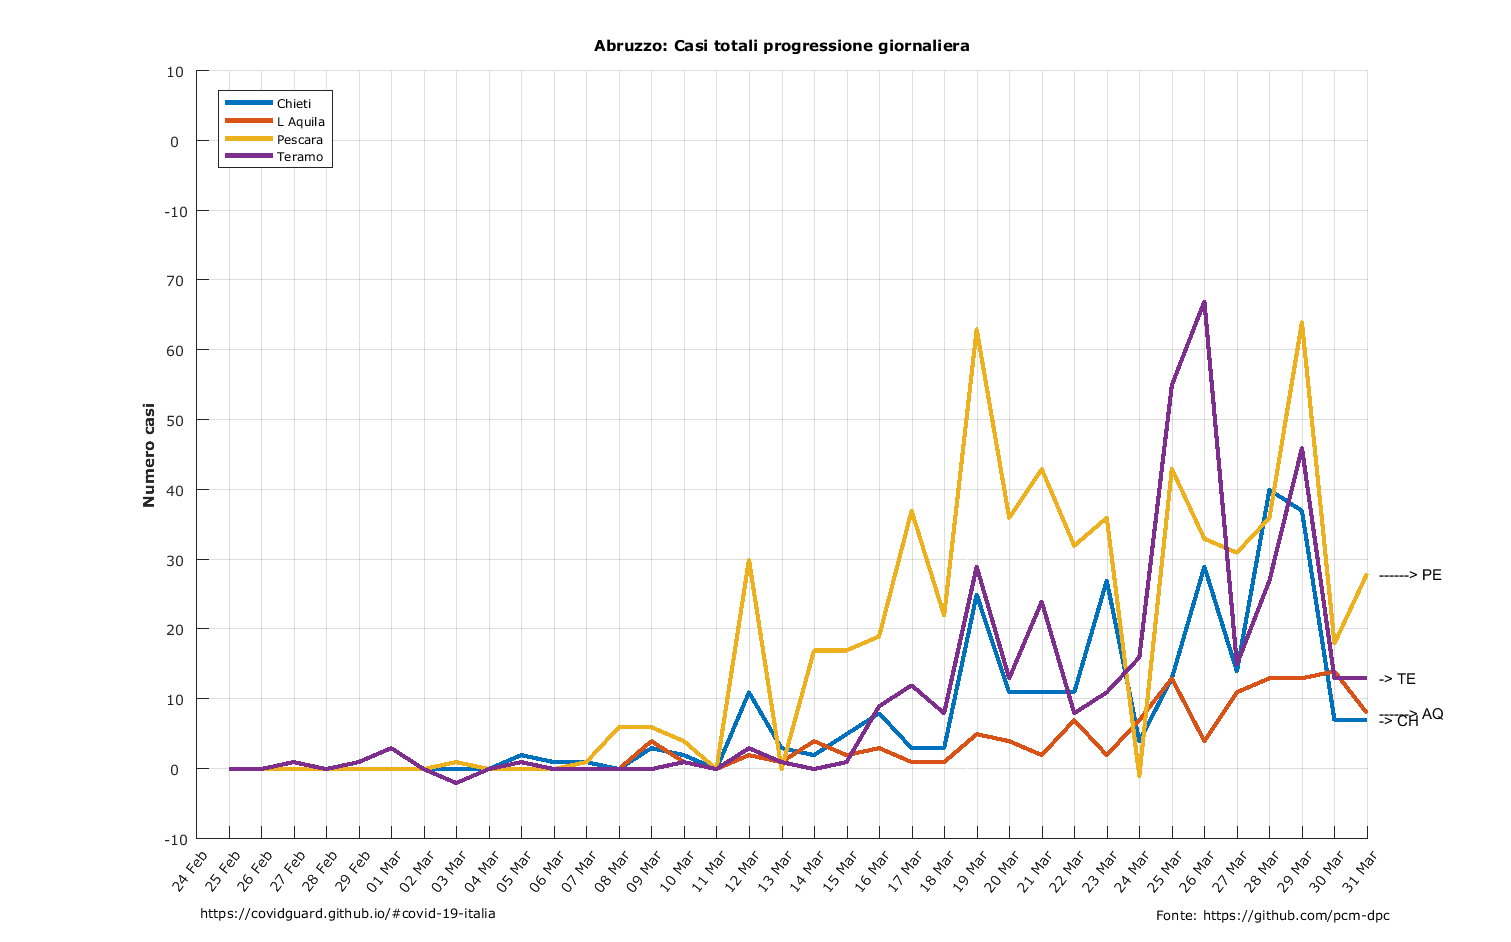 Abruzzo: Casi totali progressione giornaliera
10
0
-10
70
60
50
40
30
20
10
0
-10
Numero casi
Chieti
L Aquila
Pescara
Teramo
------> PE
-> TE
------> AQ
-> CH
24 Feb
25 Feb
26 Feb
27 Feb
28 Feb
29 Feb
01 Mar
02 Mar
03 Mar
04 Mar
05 Mar
06 Mar
07 Mar
08 Mar
09 Mar
10 Mar
11 Mar
12 Mar
13 Mar
14 Mar
15 Mar
16 Mar
17 Mar
18 Mar
19 Mar
20 Mar
21 Mar
22 Mar
23 Mar
24 Mar
25 Mar
26 Mar
27 Mar
28 Mar
29 Mar
30 Mar
31 Mar
https://covidguard.github.io/#covid-19-italia
Fonte: https://github.com/pcm-dpc